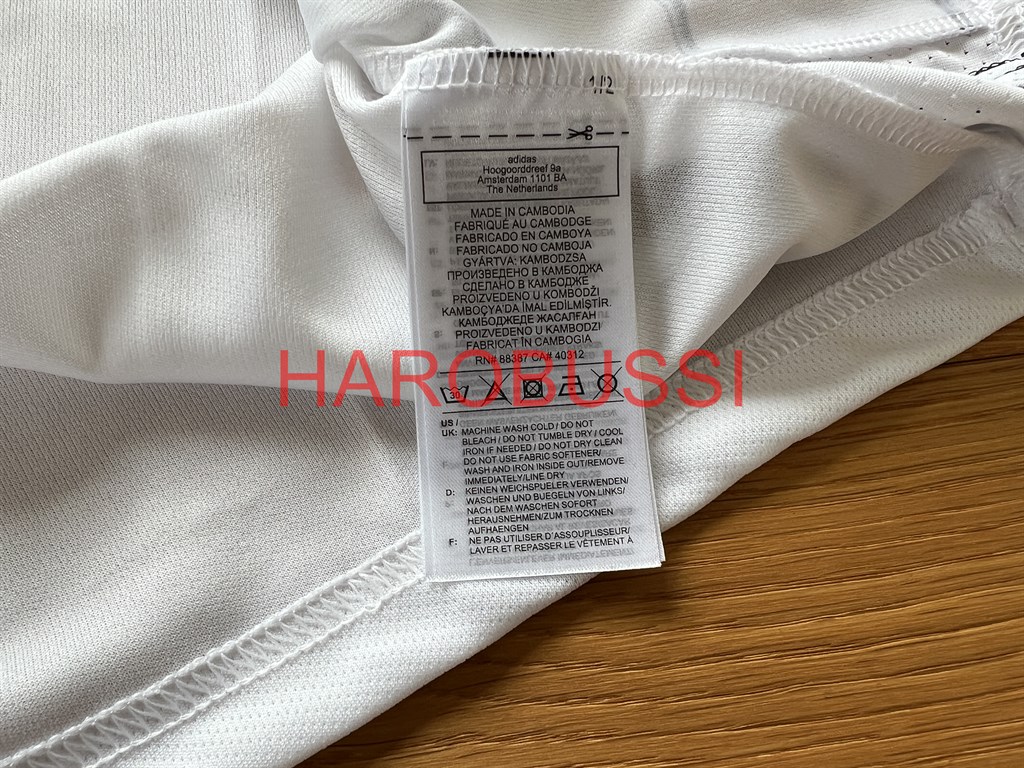 1/2
adidas
Hoogoorddreef 9a
Amsterdam 1101 BA
The Netherlands
MADE IN CAMBODIA
FABRIQUÉ AU CAMBODGE
FABRICADO EN CAMBOYA
FABRICADO NO CAMBOJA
GYÁRTVA: KAMBODZSA
ПРОИЗВЕДЕНО В КАМБОДЖА
СДЕЛАНО В КАМБОДЖЕ
PROIZVEDENO U KOMBODŽI
KAMBOÇYA'DA İMAL EDİLMİŞTİR.
КАМБОДЖЕДЕ ЖАСАЛҒАН
PROIZVEDENO U KAMBODZI
FABRICAT ÎN CAMBOGIA
RN# 88387 CA# 40312
HAROBUSSI
30
US /
UK: MACHINE WASH COLD / DO NOT
BLEACH / DO NOT TUMBLE DRY / COOL
IRON IF NEEDED / DO NOT DRY CLEAN
DO NOT USE FABRIC SOFTENER/
WASH AND IRON INSIDE OUT/REMOVE
IMMEDIATELY/LINE DRY
D: KEINEN WEICHSPUELER VERWENDEN/
WASCHEN UND BUEGELN VON LINKS/
NACH DEM WASCHEN SOFORT
HERAUSNEHMEN/ZUM TROCKNEN
AUFHAENGEN
F: NE PAS UTILISER D'ASSOUPLISSEUR/
LAVER ET REPASSER LE VÊTEMENT À